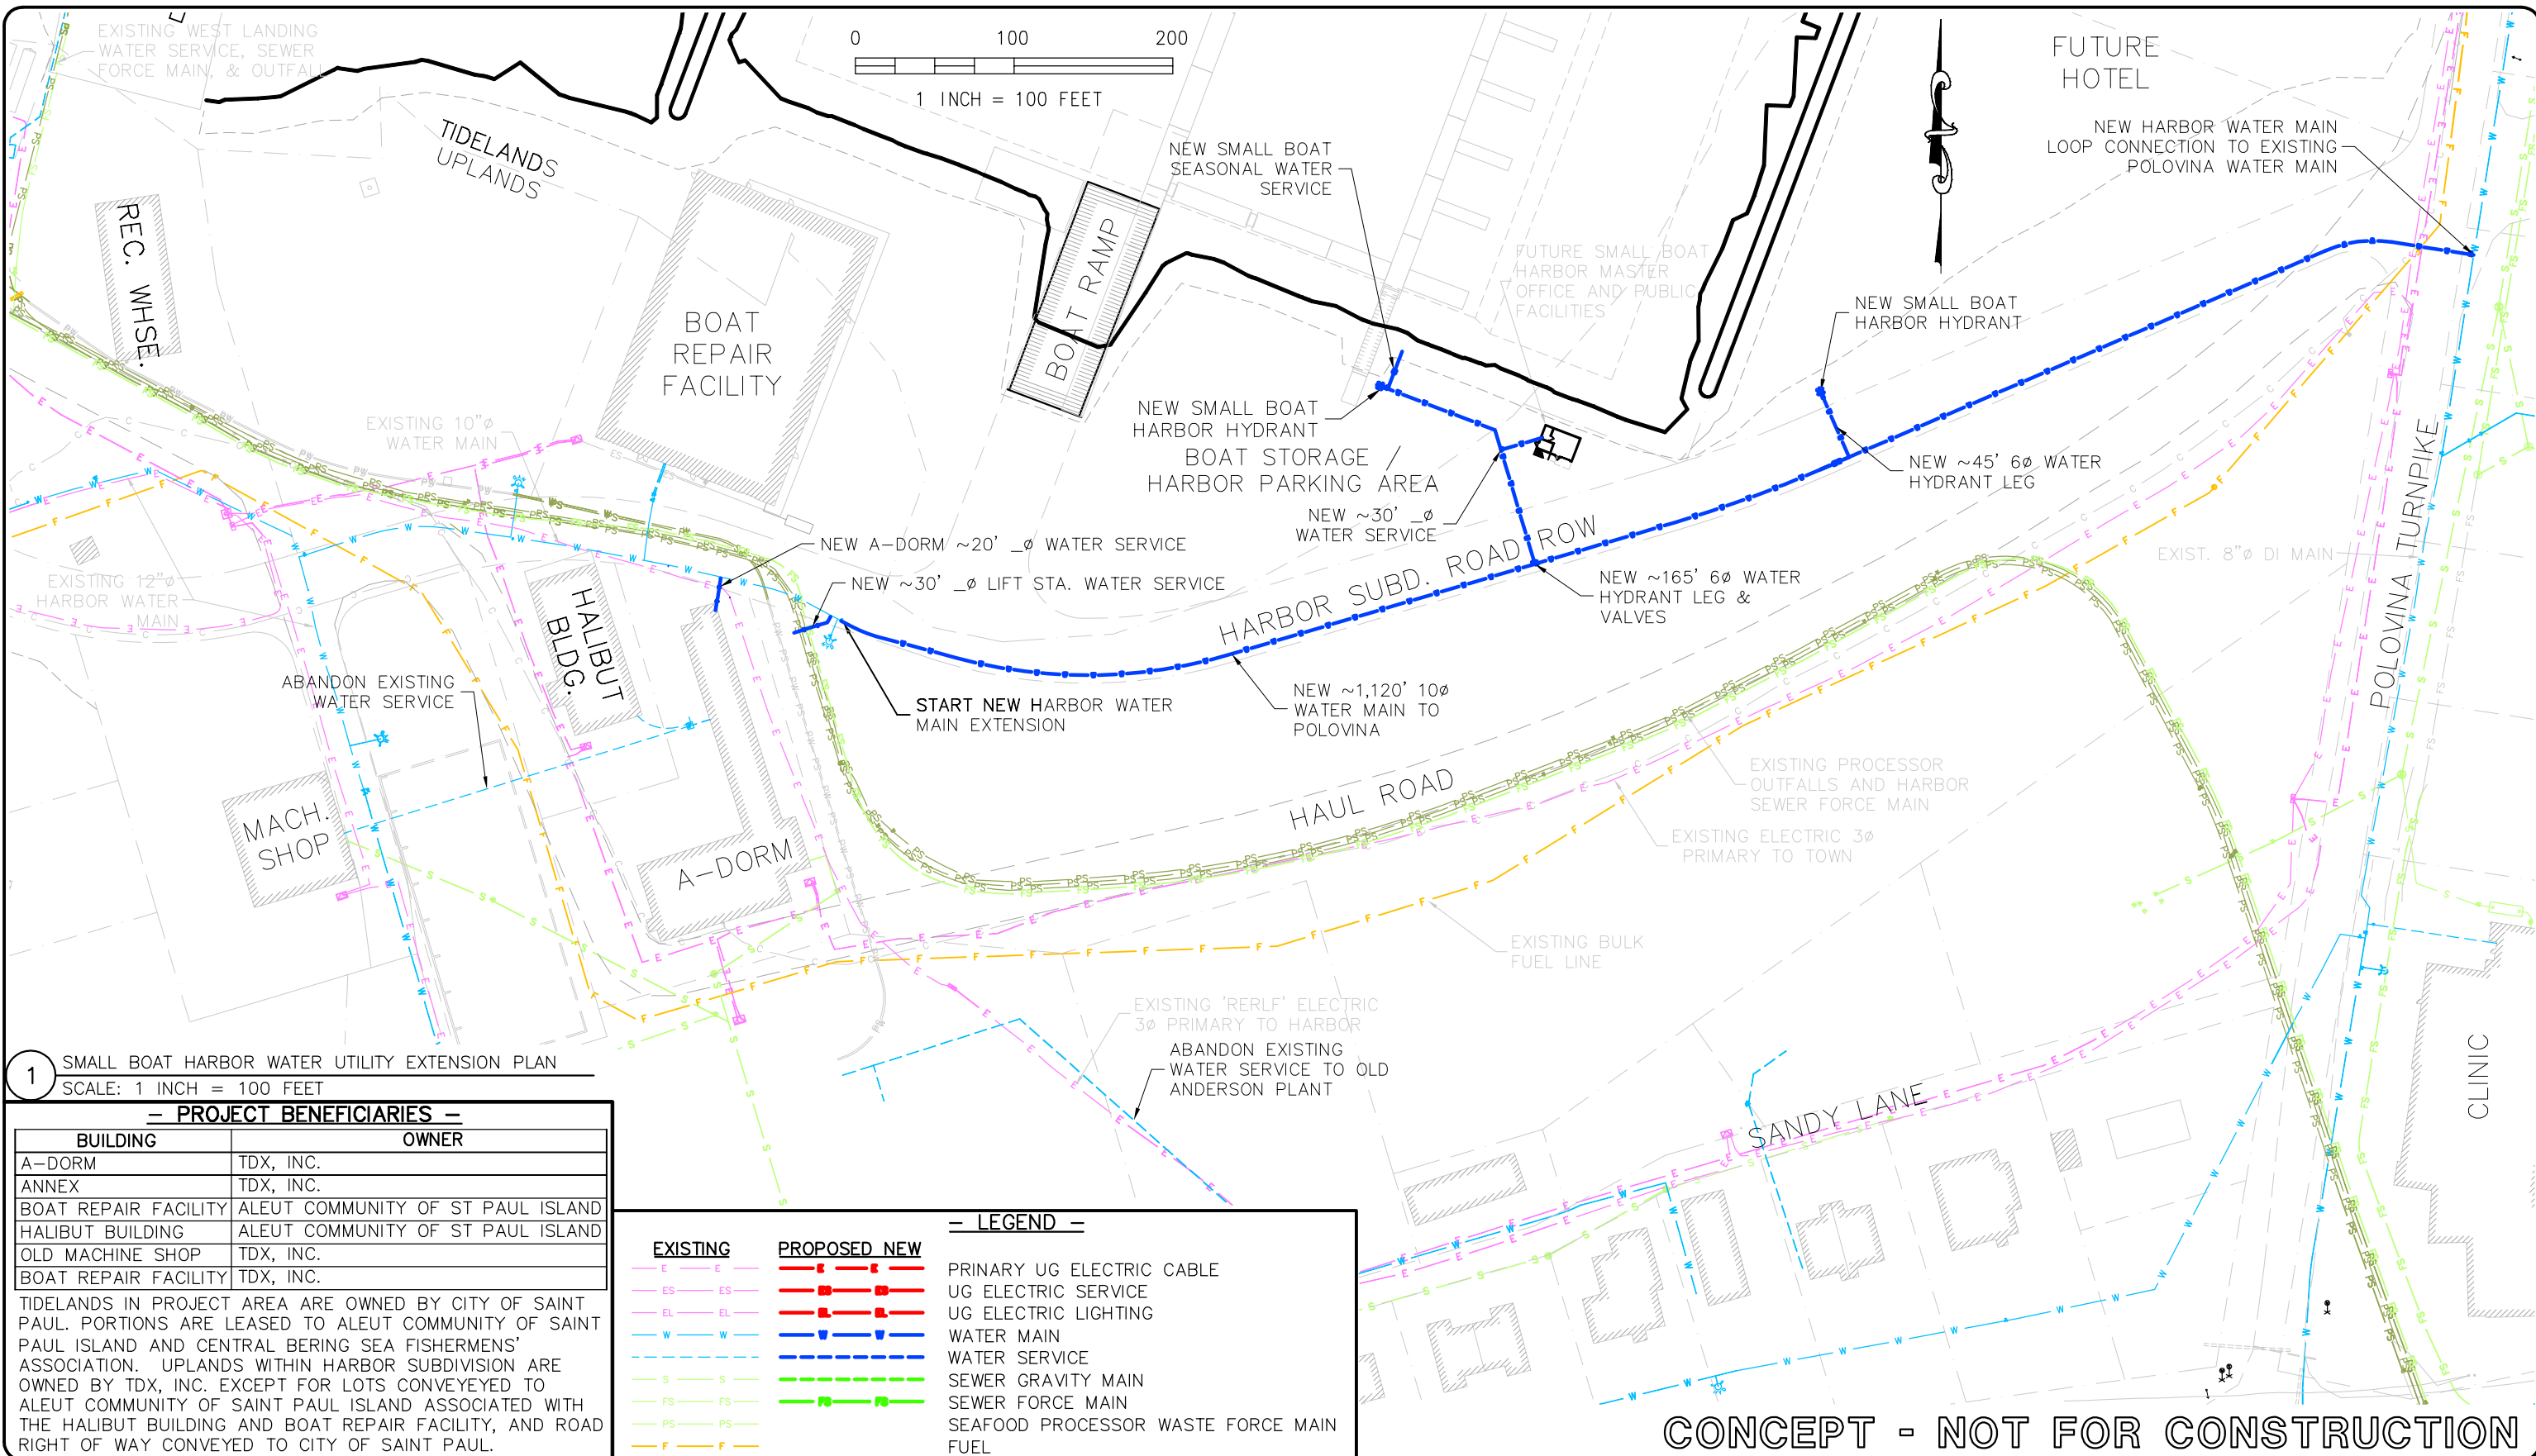 EXISTING WEST LANDING
WATER SERVICE, SEWER
FORCE MAIN, & OUTFALL
0 100 200
1 INCH = 100 FEET
TIDELANDS
UPLANDS
REC. WHSE.
BOAT
REPAIR
FACILITY
BOAT RAMP
NEW SMALL BOAT
SEASONAL WATER
SERVICE
FUTURE
HOTEL
NEW HARBOR WATER MAIN
LOOP CONNECTION TO EXISTING
POLOVINA WATER MAIN
FUTURE SMALL BOAT
HARBOR MASTER
OFFICE AND PUBLIC
FACILITIES
NEW SMALL BOAT
HARBOR HYDRANT
EXISTING 10"ø
WATER MAIN
NEW SMALL BOAT
HARBOR HYDRANT
BOAT STORAGE /
HARBOR PARKING AREA
NEW ~45' 6ø WATER
HYDRANT LEG
NEW ~30' _ø
WATER SERVICE
HARBOR SUBD. ROAD ROW
POLOVINA TURNPIKE
EXIST. 8"ø DI MAIN
NEW A-DORM ~20' _ø WATER SERVICE
NEW ~30' _ø LIFT STA. WATER SERVICE
NEW ~165' 6ø WATER
HYDRANT LEG &
VALVES
EXISTING 12"ø
HARBOR WATER
MAIN
HALIBUT
BLDG.
ABANDON EXISTING
WATER SERVICE
START NEW HARBOR WATER
MAIN EXTENSION
NEW ~1,120' 10ø
WATER MAIN TO
POLOVINA
HAUL ROAD
EXISTING PROCESSOR
OUTFALLS AND HARBOR
SEWER FORCE MAIN
EXISTING ELECTRIC 3ø
PRIMARY TO TOWN
MACH.
SHOP
A-DORM
EXISTING BULK
FUEL LINE
EXISTING 'RERLF' ELECTRIC
3ø PRIMARY TO HARBOR
ABANDON EXISTING
WATER SERVICE TO OLD
ANDERSON PLANT
SANDY LANE
CLINIC
1
SMALL BOAT HARBOR WATER UTILITY EXTENSION PLAN
SCALE: 1 INCH = 100 FEET
- PROJECT BENEFICIARIES -
BUILDING OWNER
A-DORM TDX, INC.
ANNEX TDX, INC.
BOAT REPAIR FACILITY ALEUT COMMUNITY OF ST PAUL ISLAND
HALIBUT BUILDING ALEUT COMMUNITY OF ST PAUL ISLAND
OLD MACHINE SHOP TDX, INC.
BOAT REPAIR FACILITY TDX, INC.
TIDELANDS IN PROJECT AREA ARE OWNED BY CITY OF SAINT
PAUL. PORTIONS ARE LEASED TO ALEUT COMMUNITY OF SAINT
PAUL ISLAND AND CENTRAL BERING SEA FISHERMENS'
ASSOCIATION. UPLANDS WITHIN HARBOR SUBDIVISION ARE
OWNED BY TDX, INC. EXCEPT FOR LOTS CONVEYEYED TO
ALEUT COMMUNITY OF SAINT PAUL ISLAND ASSOCIATED WITH
THE HALIBUT BUILDING AND BOAT REPAIR FACILITY, AND ROAD
RIGHT OF WAY CONVEYED TO CITY OF SAINT PAUL.
- LEGEND -
EXISTING PROPOSED NEW
E E E E PRINARY UG ELECTRIC CABLE
ES ES ES ES UG ELECTRIC SERVICE
EL EL EL EL UG ELECTRIC LIGHTING
W W W W WATER MAIN
WATER SERVICE
S S SEWER GRAVITY MAIN
FS FS FS FS SEWER FORCE MAIN
PS PS SEAFOOD PROCESSOR WASTE FORCE MAIN
F F FUEL
CONCEPT - NOT FOR CONSTRUCTION